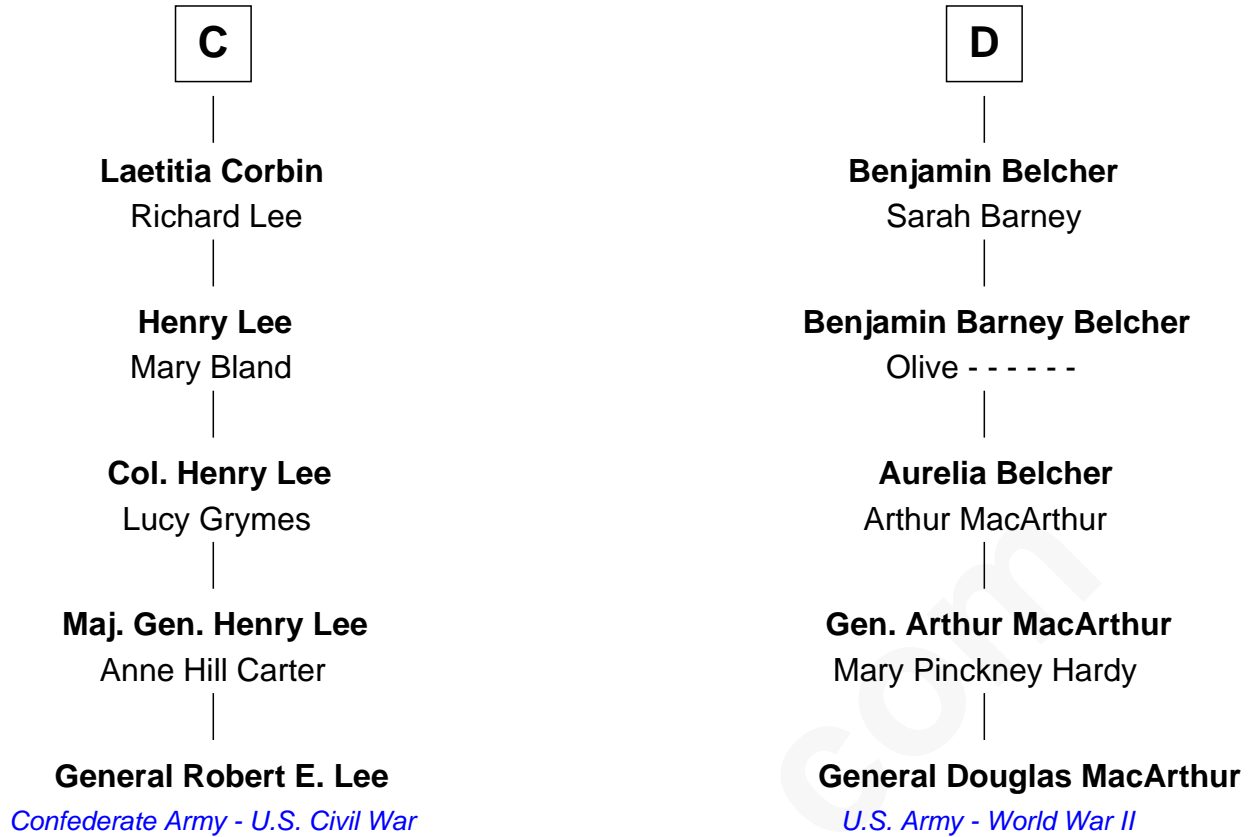 C
Laetitia Corbin
Richard Lee
Henry Lee
Mary Bland
Col. Henry Lee
Lucy Grymes
Maj. Gen. Henry Lee
Anne Hill Carter
General Robert E. Lee
Confederate Army - U.S. Civil War
D
Benjamin Belcher
Sarah Barney
Benjamin Barney Belcher
Olive - - - - - -
Aurelia Belcher
Arthur MacArthur
Gen. Arthur MacArthur
Mary Pinckney Hardy
General Douglas MacArthur
U.S. Army - World War II
com